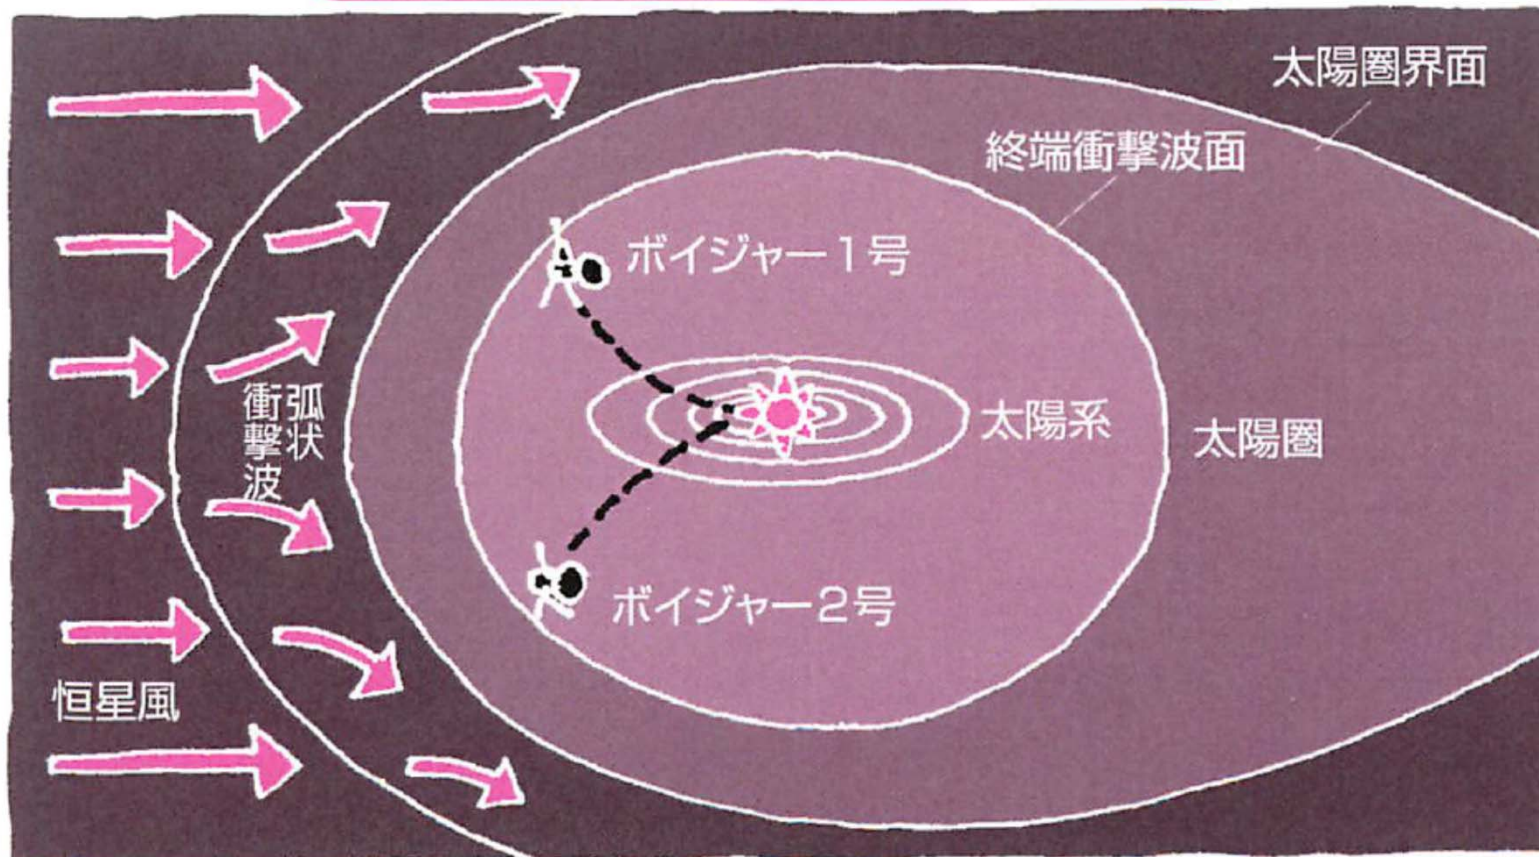 太陽圏界面
終端衝撃波面
ボイジャー1号
弧状
衝撃波
太陽系
太陽圏
ボイジャー2号
恒星風